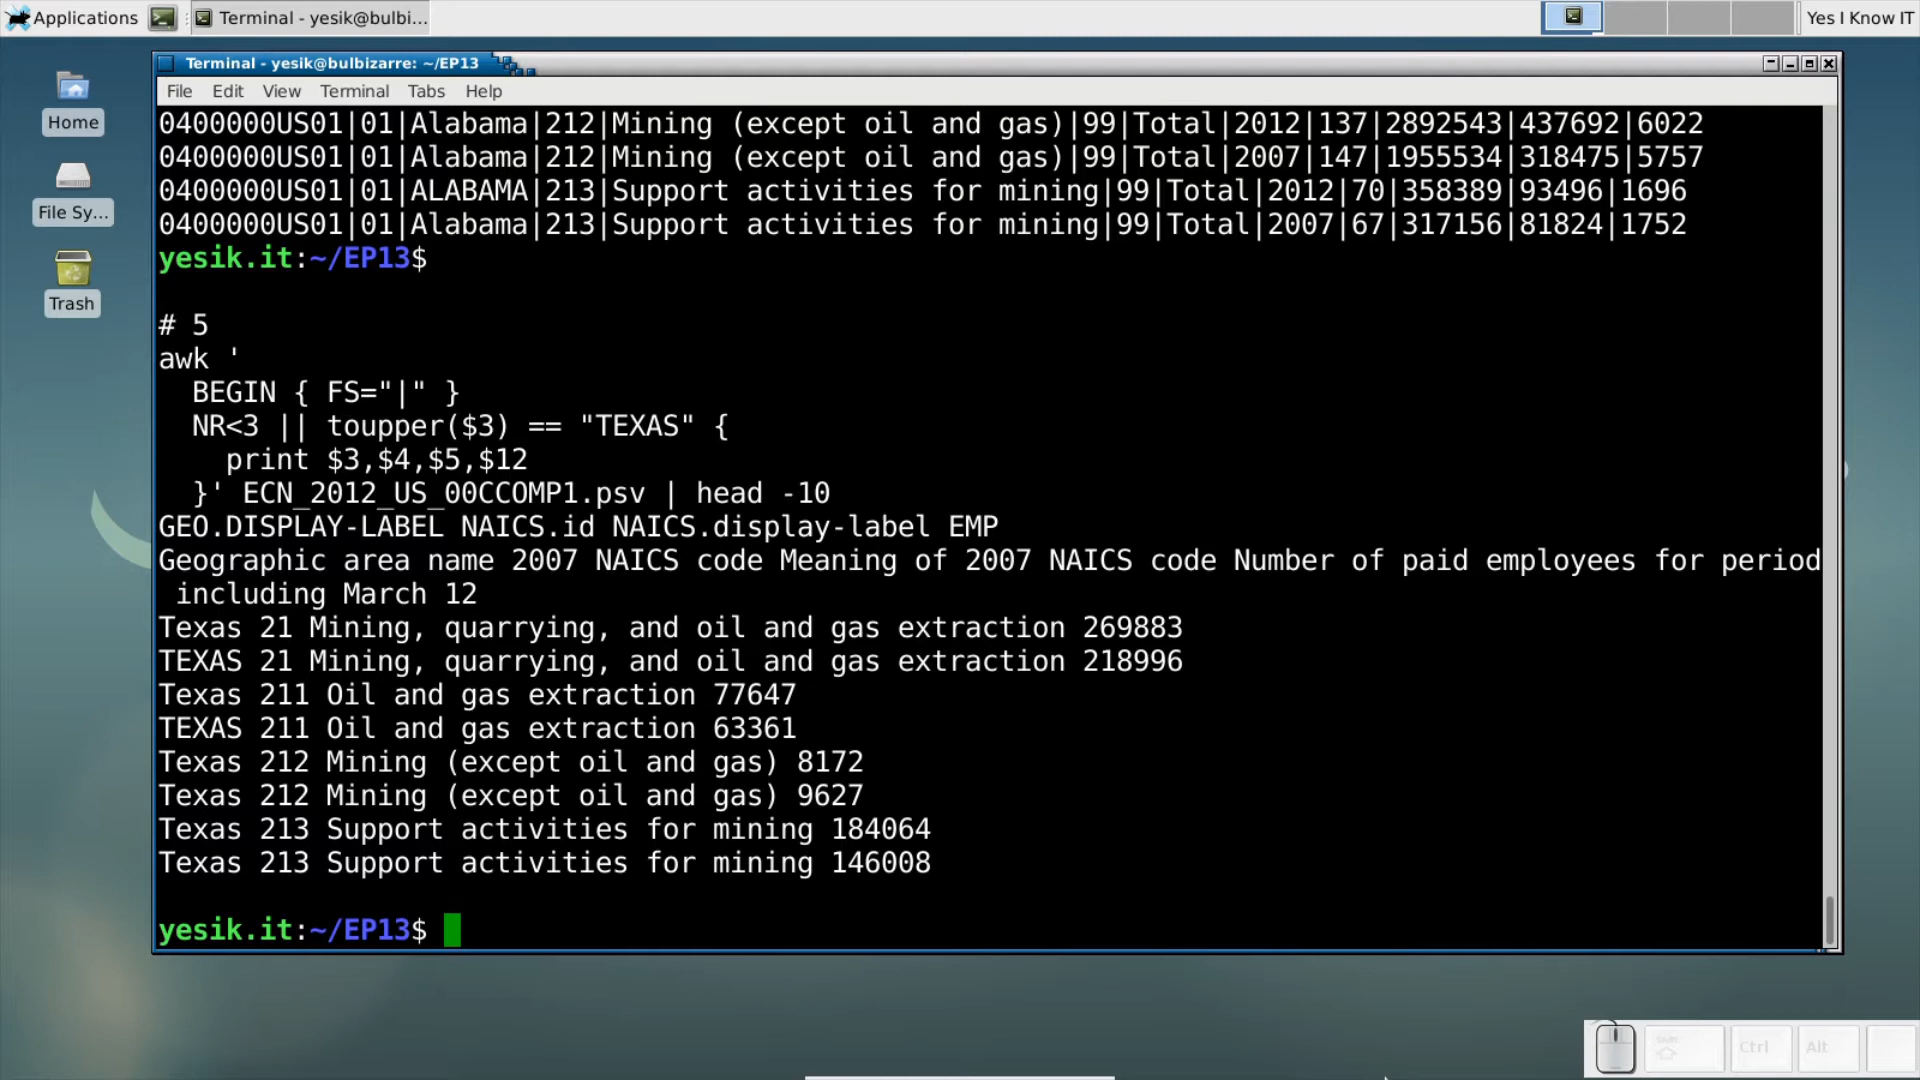 Applications
Terminal - yesik@bulbi...
Yes I Know IT
Home
File Sy...
Trash
Terminal - yesik@bulbizarre: ~/EP13
File Edit View Terminal Tabs Help
0400000US01|01|Alabama|212|Mining (except oil and gas)|99|Total|2012|137|2892543|437692|6022
0400000US01|01|Alabama|212|Mining (except oil and gas)|99|Total|2007|147|1955534|318475|5757
0400000US01|01|ALABAMA|213|Support activities for mining|99|Total|2012|70|358389|93496|1696
0400000US01|01|Alabama|213|Support activities for mining|99|Total|2007|67|317156|81824|1752
yesik.it:~/EP13$
# 5
awk '
BEGIN { FS="|" }
NR<3 || toupper($3) == "TEXAS" {
print $3,$4,$5,$12
}' ECN_2012_US_00CCOMP1.psv | head -10
GEO.DISPLAY-LABEL NAICS.id NAICS.display-label EMP
Geographic area name 2007 NAICS code Meaning of 2007 NAICS code Number of paid employees for period
including March 12
Texas 21 Mining, quarrying, and oil and gas extraction 269883
TEXAS 21 Mining, quarrying, and oil and gas extraction 218996
Texas 211 Oil and gas extraction 77647
TEXAS 211 Oil and gas extraction 63361
Texas 212 Mining (except oil and gas) 8172
Texas 212 Mining (except oil and gas) 9627
Texas 213 Support activities for mining 184064
Texas 213 Support activities for mining 146008
yesik.it:~/EP13$
Shift
Ctrl
Alt